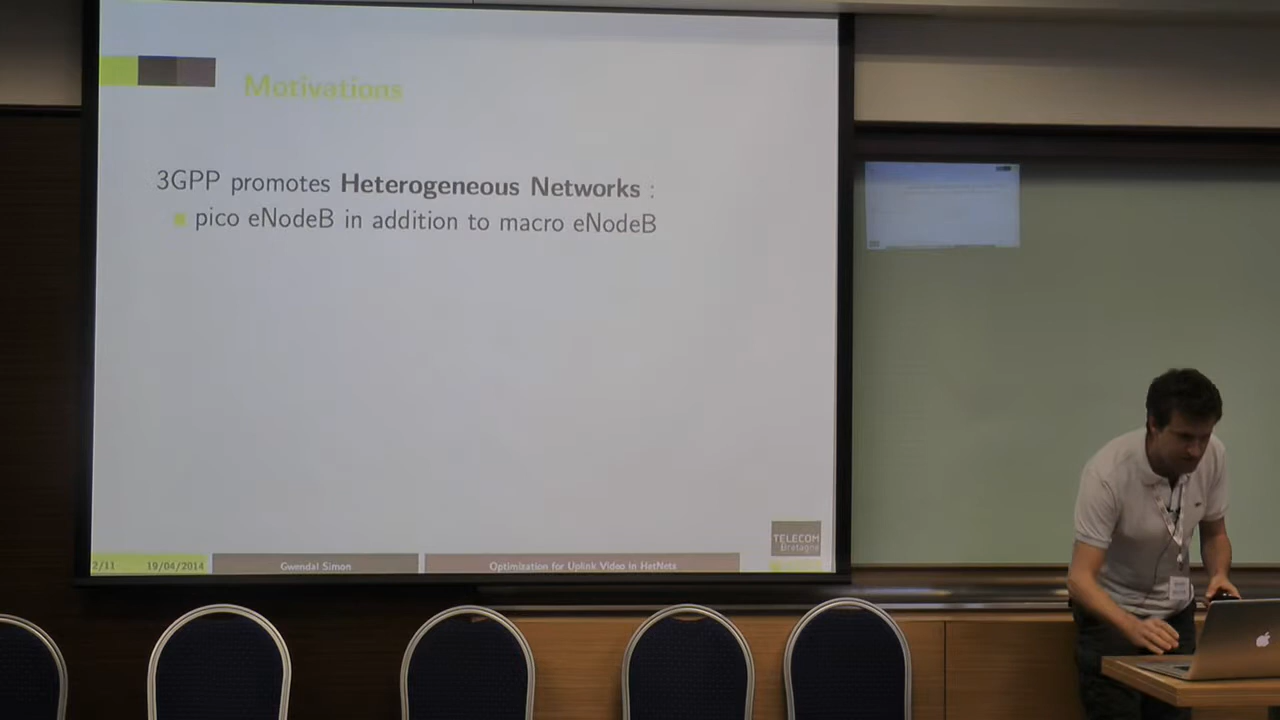 Motivations
3GPP promotes Heterogeneous Networks :
pico eNodeB in addition to macro eNodeB
TELECOM
Bretagne
2/11
19/04/2014
Gwendal Simon
Optimization for Uplink Video in HetNets